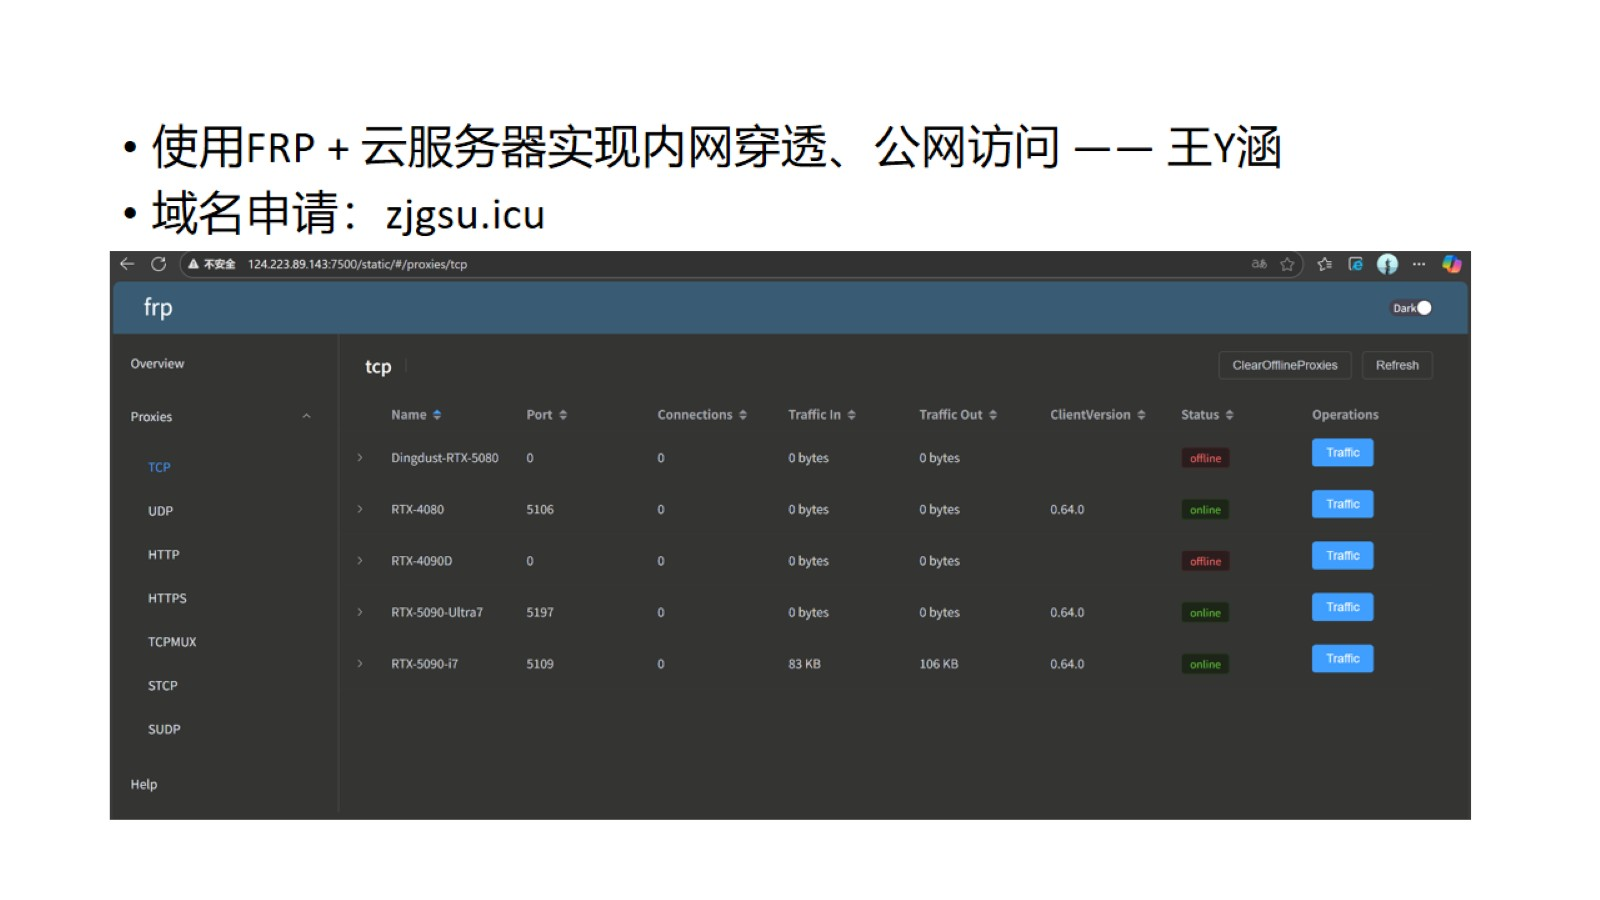 • 使用FRP + 云服务器实现内网穿透、公网访问 —— 王Y涵
• 域名申请：zjgsu.icu
不安全 124.223.89.143:7500/static/#/proxies/tcp
frp
Dark
Overview
Proxies
TCP
UDP
HTTP
HTTPS
TCPMUX
STCP
SUDP
Help
tcp
ClearOfflineProxies Refresh
Name Port Connections Traffic In Traffic Out ClientVersion Status Operations
Dingdust-RTX-5080 0 0 0 bytes 0 bytes offline Traffic
RTX-4080 5106 0 0 bytes 0 bytes 0.64.0 online Traffic
RTX-4090D 0 0 0 bytes 0 bytes offline Traffic
RTX-5090-Ultra7 5197 0 0 bytes 0 bytes 0.64.0 online Traffic
RTX-5090-i7 5109 0 83 KB 106 KB 0.64.0 online Traffic